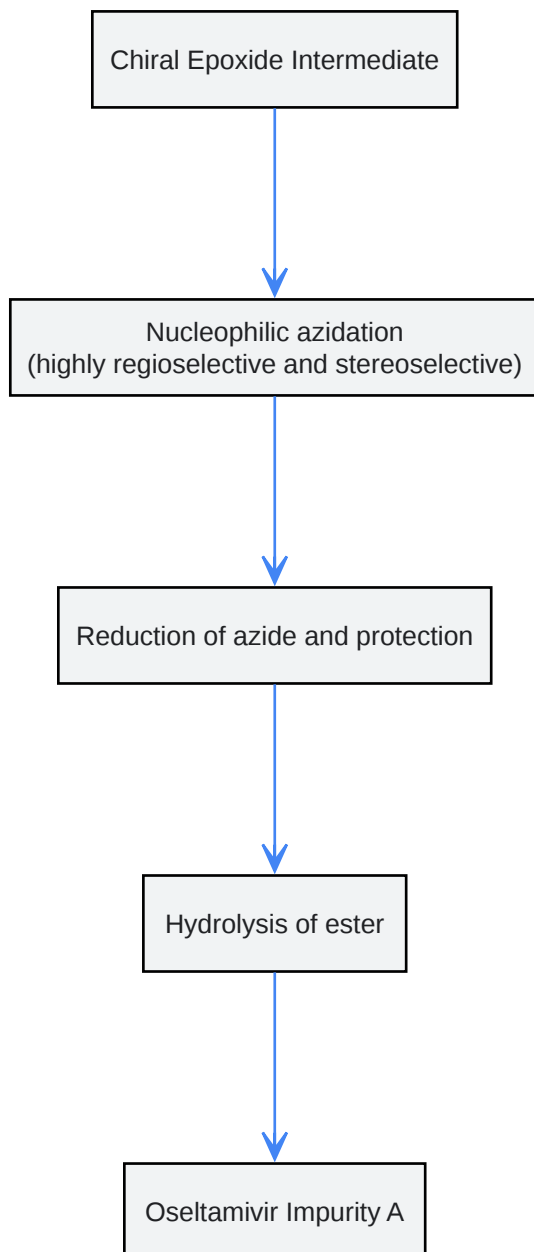 Chiral Epoxide Intermediate
Nucleophilic azidation
(highly regioselective and stereoselective)
Reduction of azide and protection
Hydrolysis of ester
Oseltamivir Impurity A